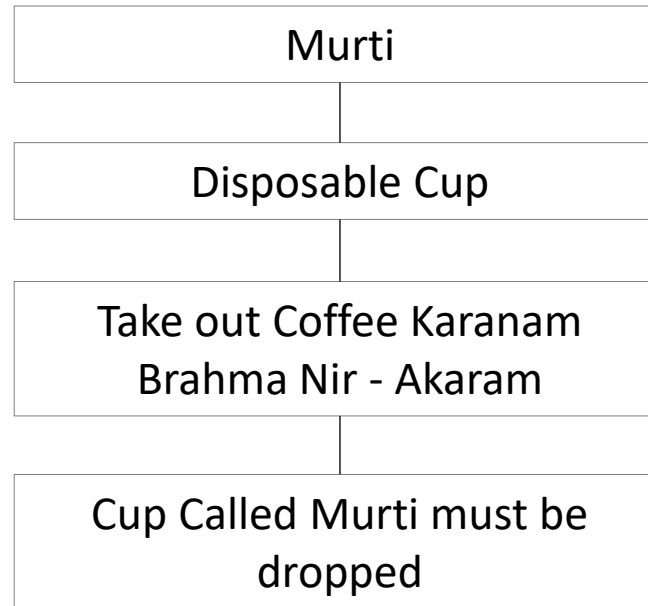 Murti
Disposable Cup
Take out Coffee Karanam
Brahma Nir - Akaram
Cup Called Murti must be
dropped